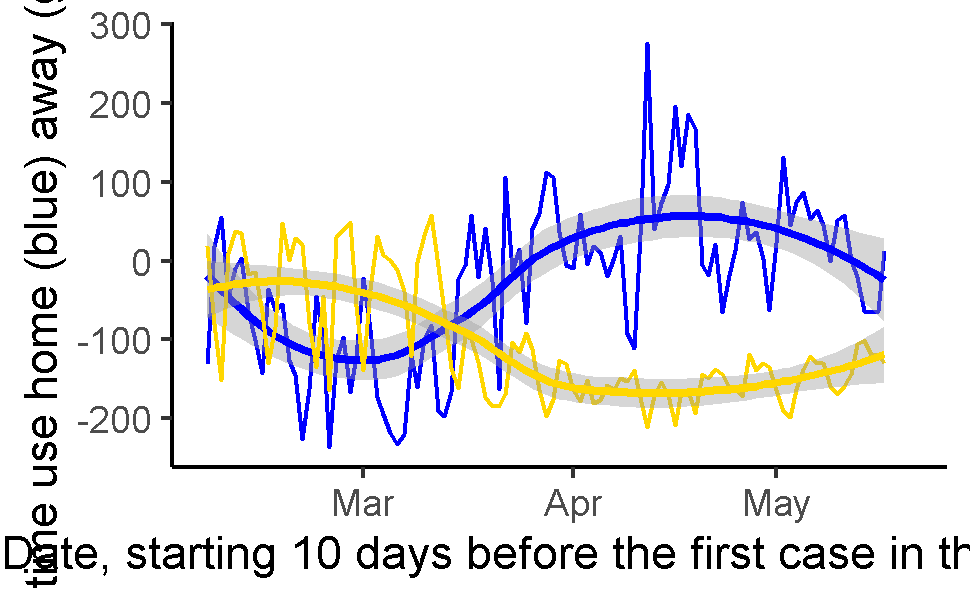 300
200
100
0
-100
-200
time use home (blue) away (
Mar Apr May
Date, starting 10 days before the first case in th